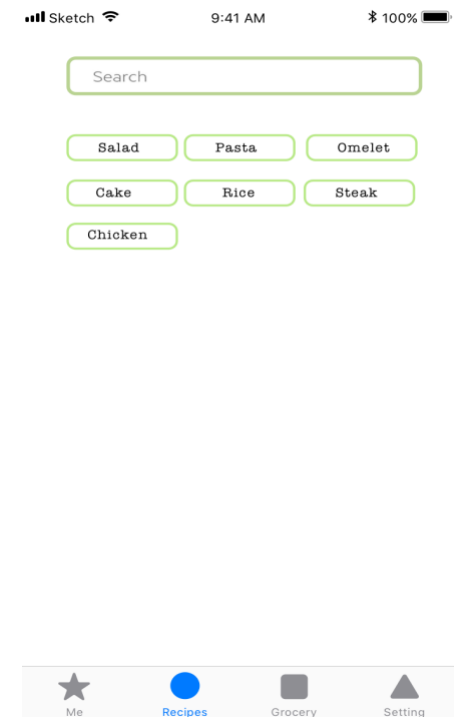 Sketch 9:41 AM 100%
Search
Salad Pasta Omelet
Cake Rice Steak
Chicken
Me Recipes Grocery Setting